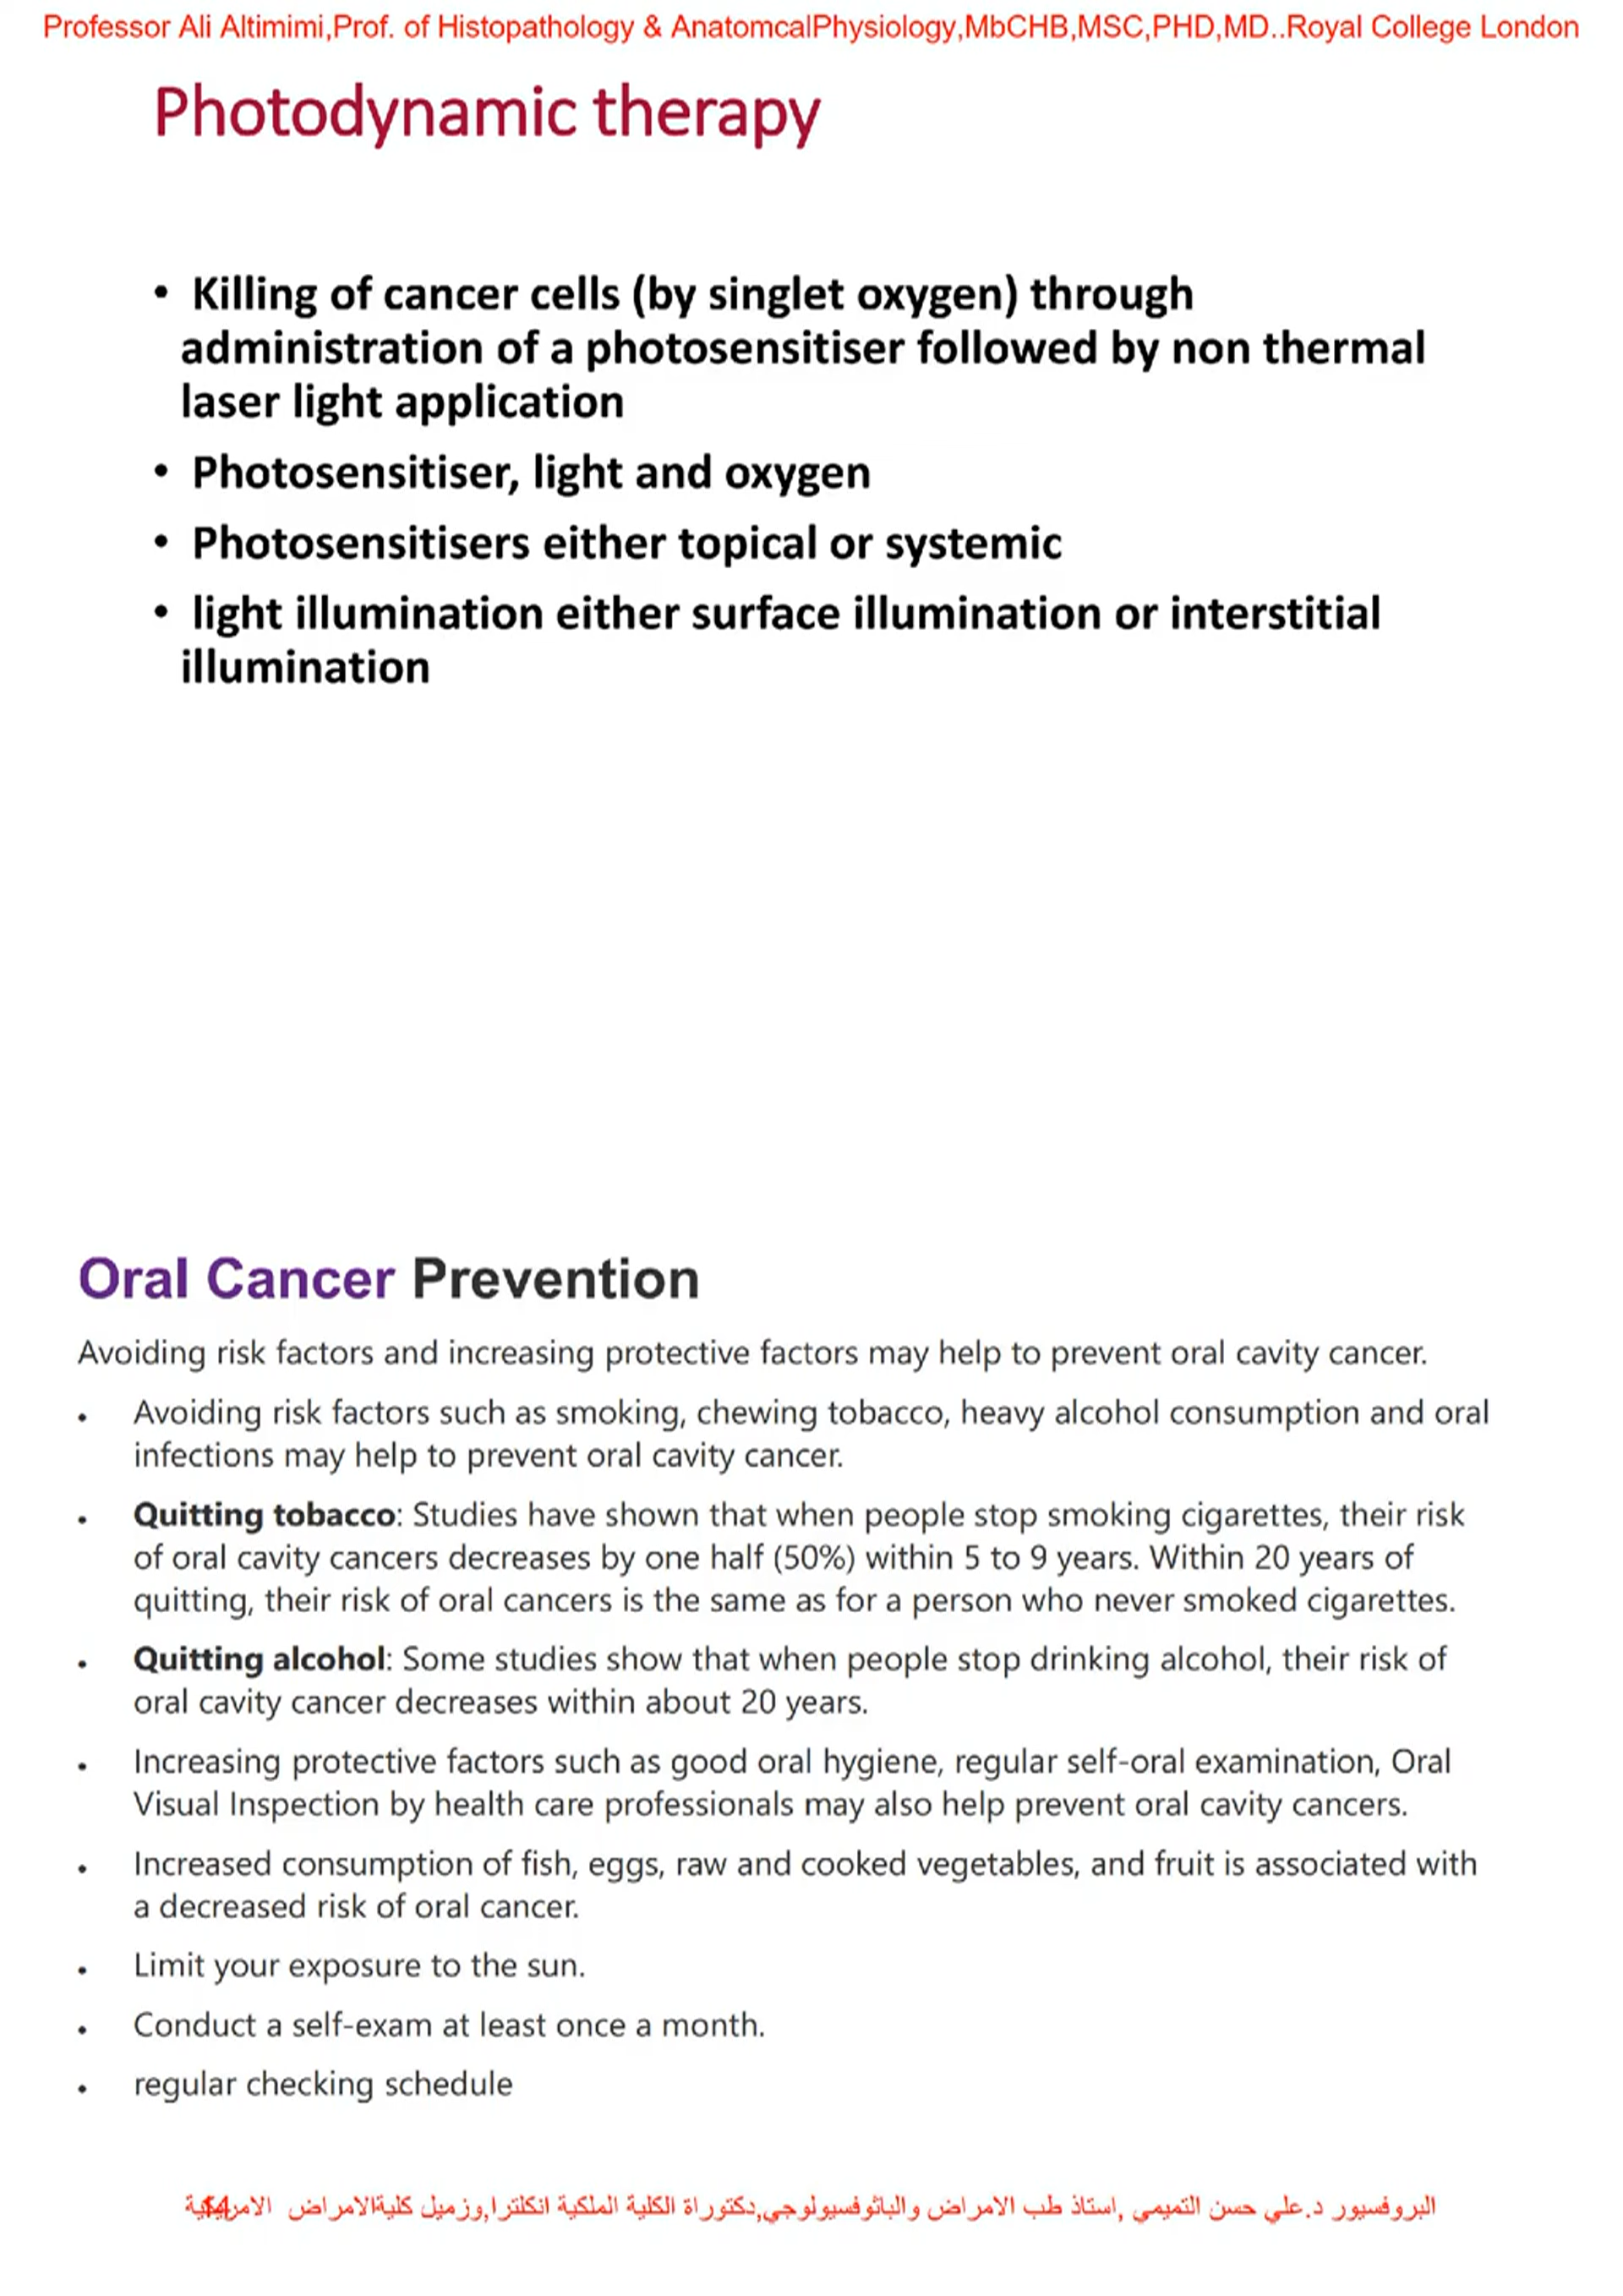 Professor Ali Altimimi,Prof. of Histopathology & AnatomcalPhysiology,MbCHB,MSC,PHD,MD..Royal College London
Photodynamic therapy
• Killing of cancer cells (by singlet oxygen) through
administration of a photosensitiser followed by non thermal
laser light application
• Photosensitiser, light and oxygen
• Photosensitisers either topical or systemic
• light illumination either surface illumination or interstitial
illumination
Oral Cancer Prevention
Avoiding risk factors and increasing protective factors may help to prevent oral cavity cancer.
• Avoiding risk factors such as smoking, chewing tobacco, heavy alcohol consumption and oral
infections may help to prevent oral cavity cancer.
• Quitting tobacco: Studies have shown that when people stop smoking cigarettes, their risk
of oral cavity cancers decreases by one half (50%) within 5 to 9 years. Within 20 years of
quitting, their risk of oral cancers is the same as for a person who never smoked cigarettes.
• Quitting alcohol: Some studies show that when people stop drinking alcohol, their risk of
oral cavity cancer decreases within about 20 years.
• Increasing protective factors such as good oral hygiene, regular self-oral examination, Oral
Visual Inspection by health care professionals may also help prevent oral cavity cancers.
• Increased consumption of fish, eggs, raw and cooked vegetables, and fruit is associated with
a decreased risk of oral cancer.
• Limit your exposure to the sun.
• Conduct a self-exam at least once a month.
• regular checking schedule
البروفسيور د.علي حسن التميمي ,استاذ طب الامراض والباثوفسيولوجي,دكتوراة الكلية الملكية انكلترا,وزميل كليةالامراض
14